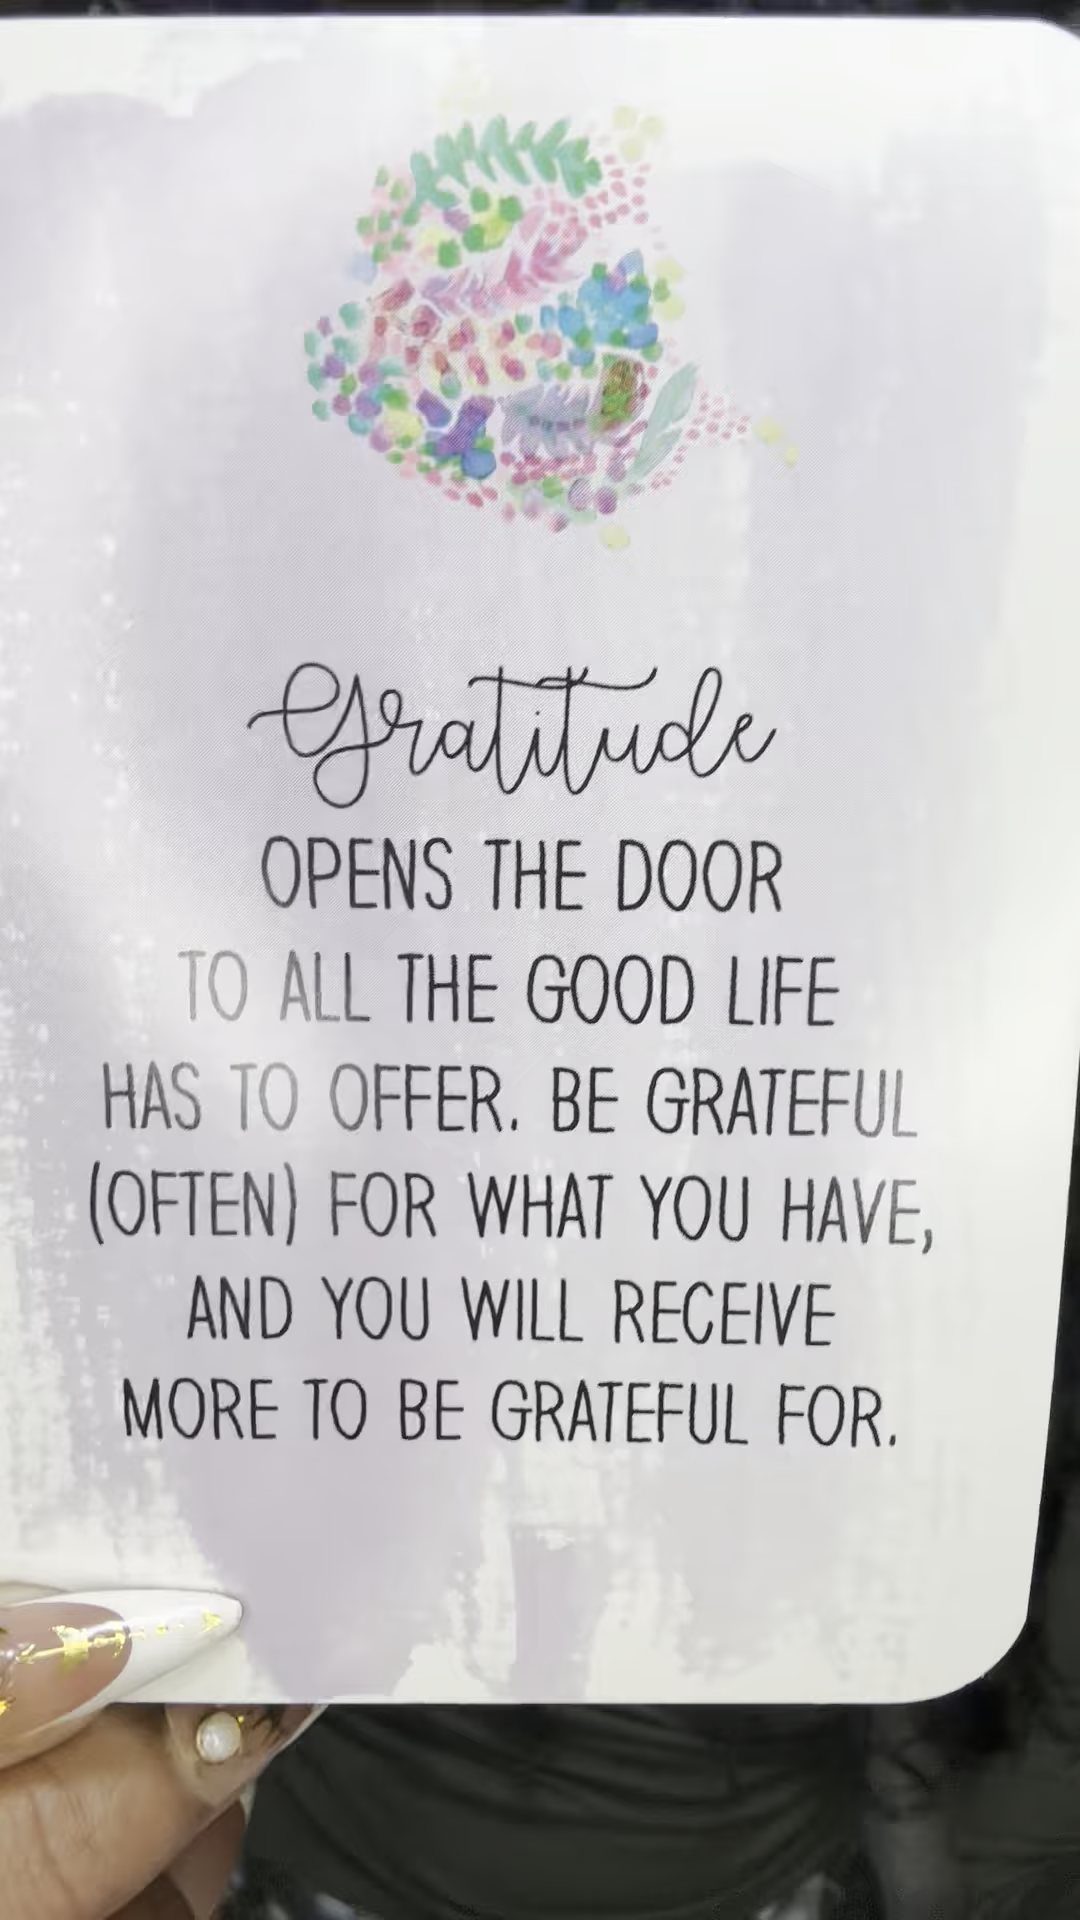 Gratitude
OPENS THE DOOR
TO ALL THE GOOD LIFE
HAS TO OFFER. BE GRATEFUL
(OFTEN) FOR WHAT YOU HAVE,
AND YOU WILL RECEIVE
MORE TO BE GRATEFUL FOR.